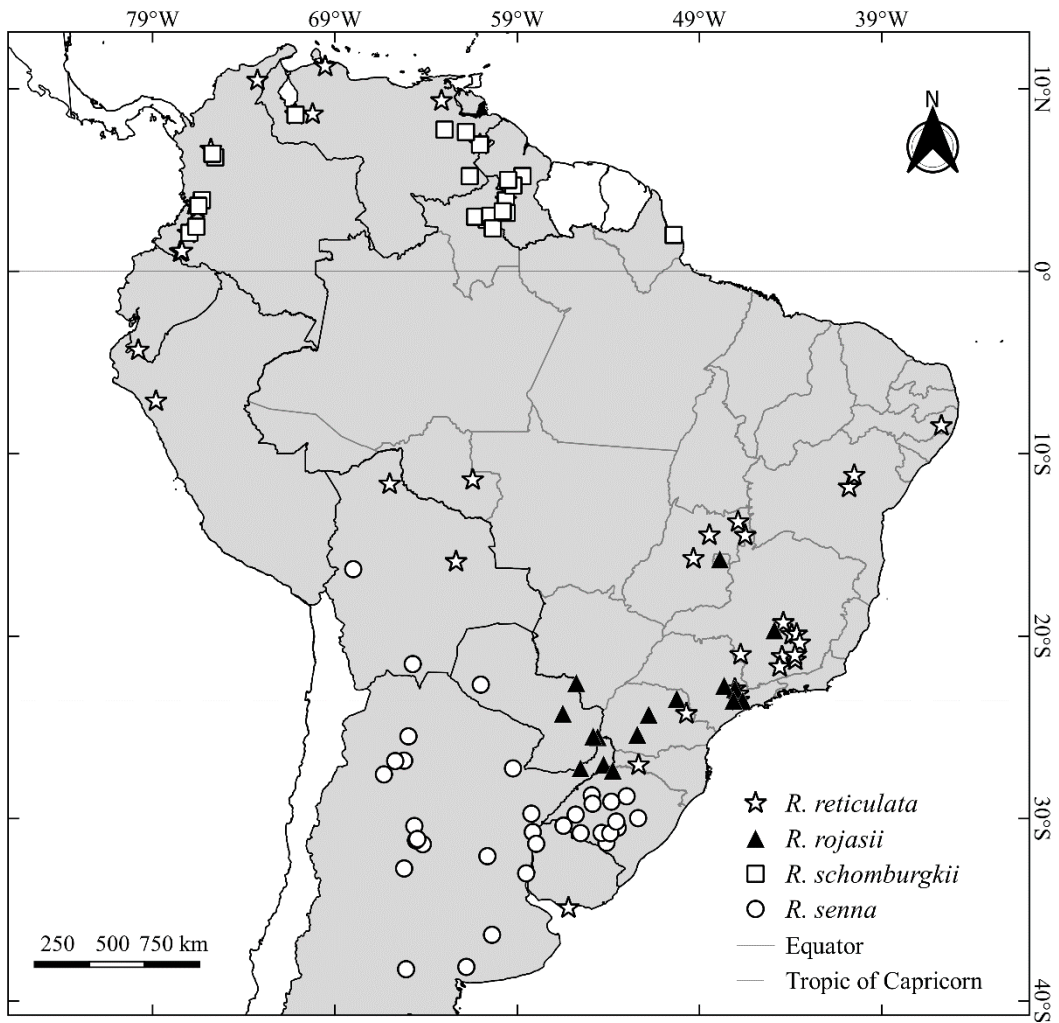 79°W 69°W 59°W 49°W 39°W
N
10°N
0°
10°S
20°S
30°S
40°S
R. reticulata
R. rojasii
R. schomburgkii
R. senna
Equator
Tropic of Capricorn
250 500 750 km